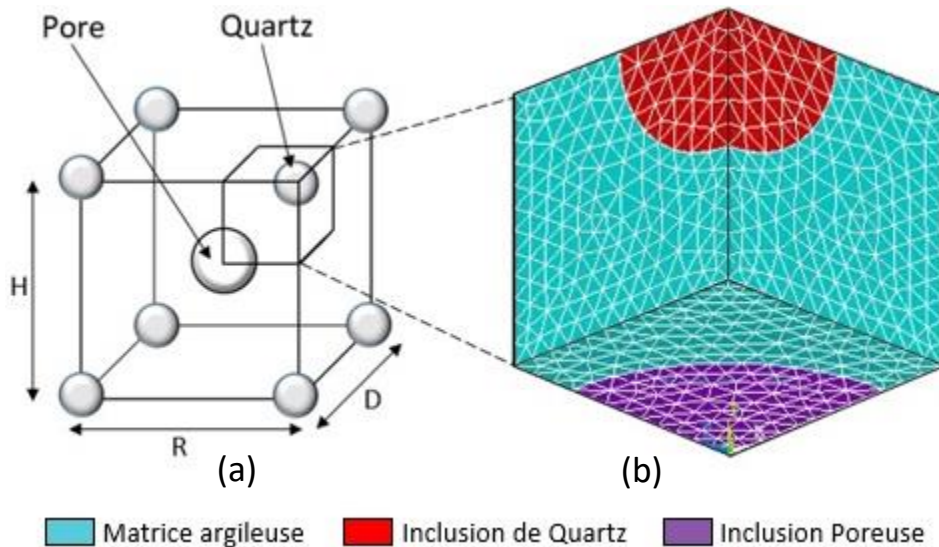 Pore
Quartz
H
D
R
(a)
(b)
Matrice argileuse
Inclusion de Quartz
Inclusion Poreuse